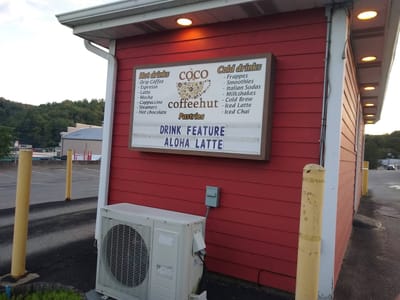 Hot drinks
Drip Coffee
Espresso
Latte
Mocha
Cappuccino
Steamers
Hot chocolate
COCO
coffeehut
Pastries
Cold drinks
Frappes
Smoothies
Italian Sodas
Milkshakes
Cold Brew
Iced Latte
Iced Chai
DRINK FEATURE
ALOHA LATTE